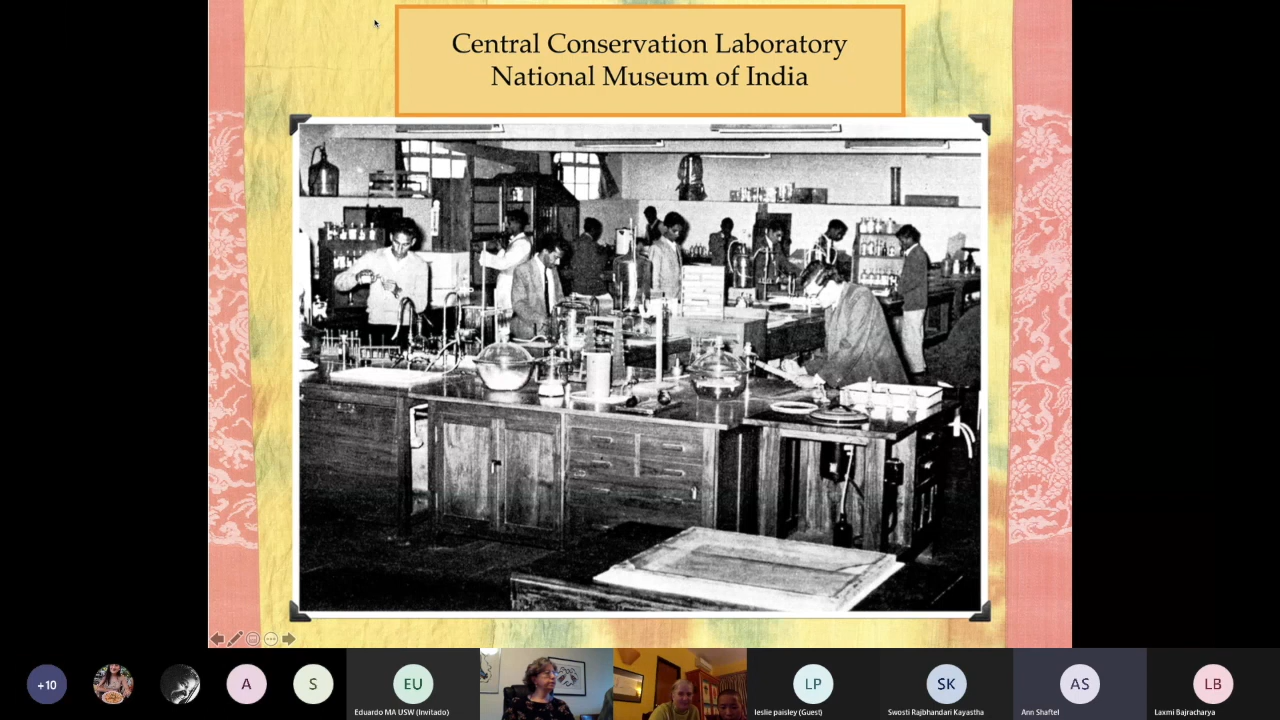 Central Conservation Laboratory
National Museum of India
+10
A
S
EU
Eduardo MA USW (Invitado)
LP
leslie paisley (Guest)
SK
Swosti Rajbhandari Kayastha
AS
Ann Shaftel
LB
Laxmi Bajracharya